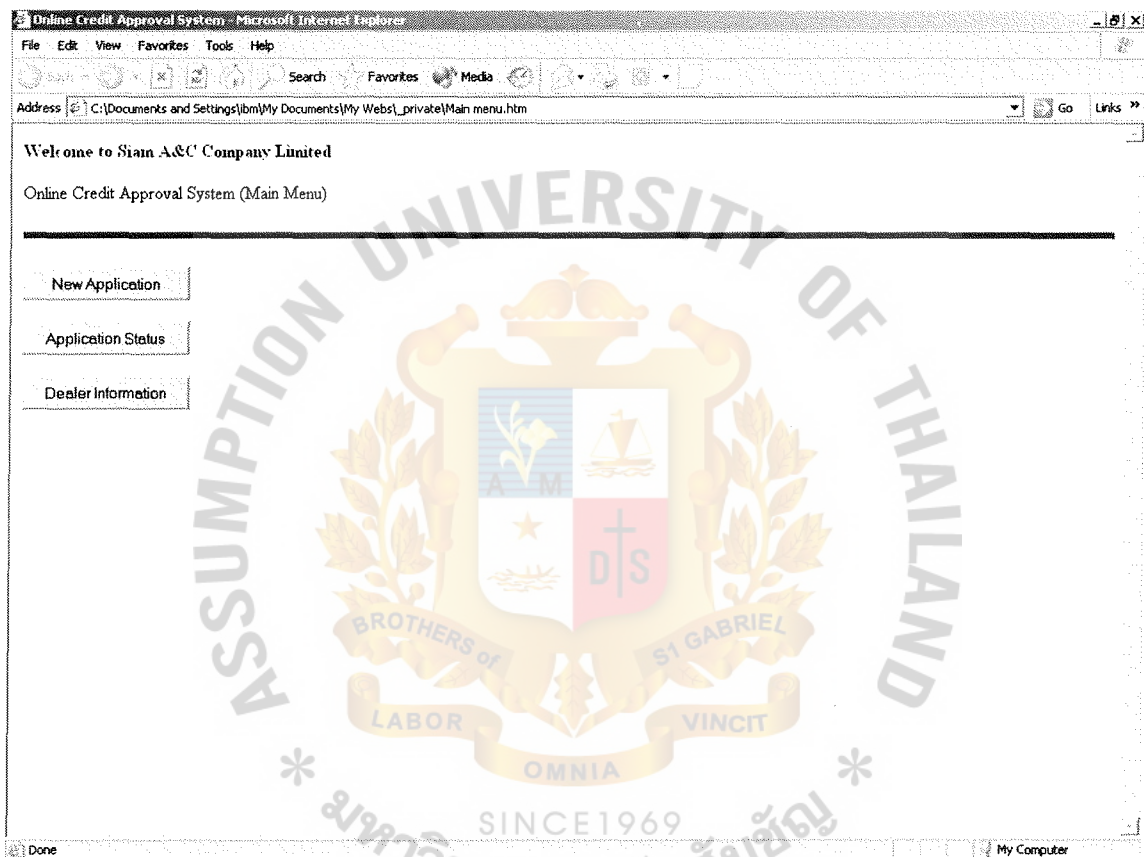 Online Credit Approval System - Microsoft Internet Explorer
File Edit View Favorites Tools Help
Search Favorites Media
Address C:\Documents and Settings\ibm\My Documents\My Webs\_private\Main menu.htm Go Links »
Welcome to Siam A&C Company Limited
Online Credit Approval System (Main Menu)
New Application
Application Status
Dealer Information
ASSUMPTION UNIVERSITY OF THAILAND
A M
D S
BROTHERS of S1 GABRIEL
LABOR VINCIT
OMNIA
SINCE1969
Done My Computer